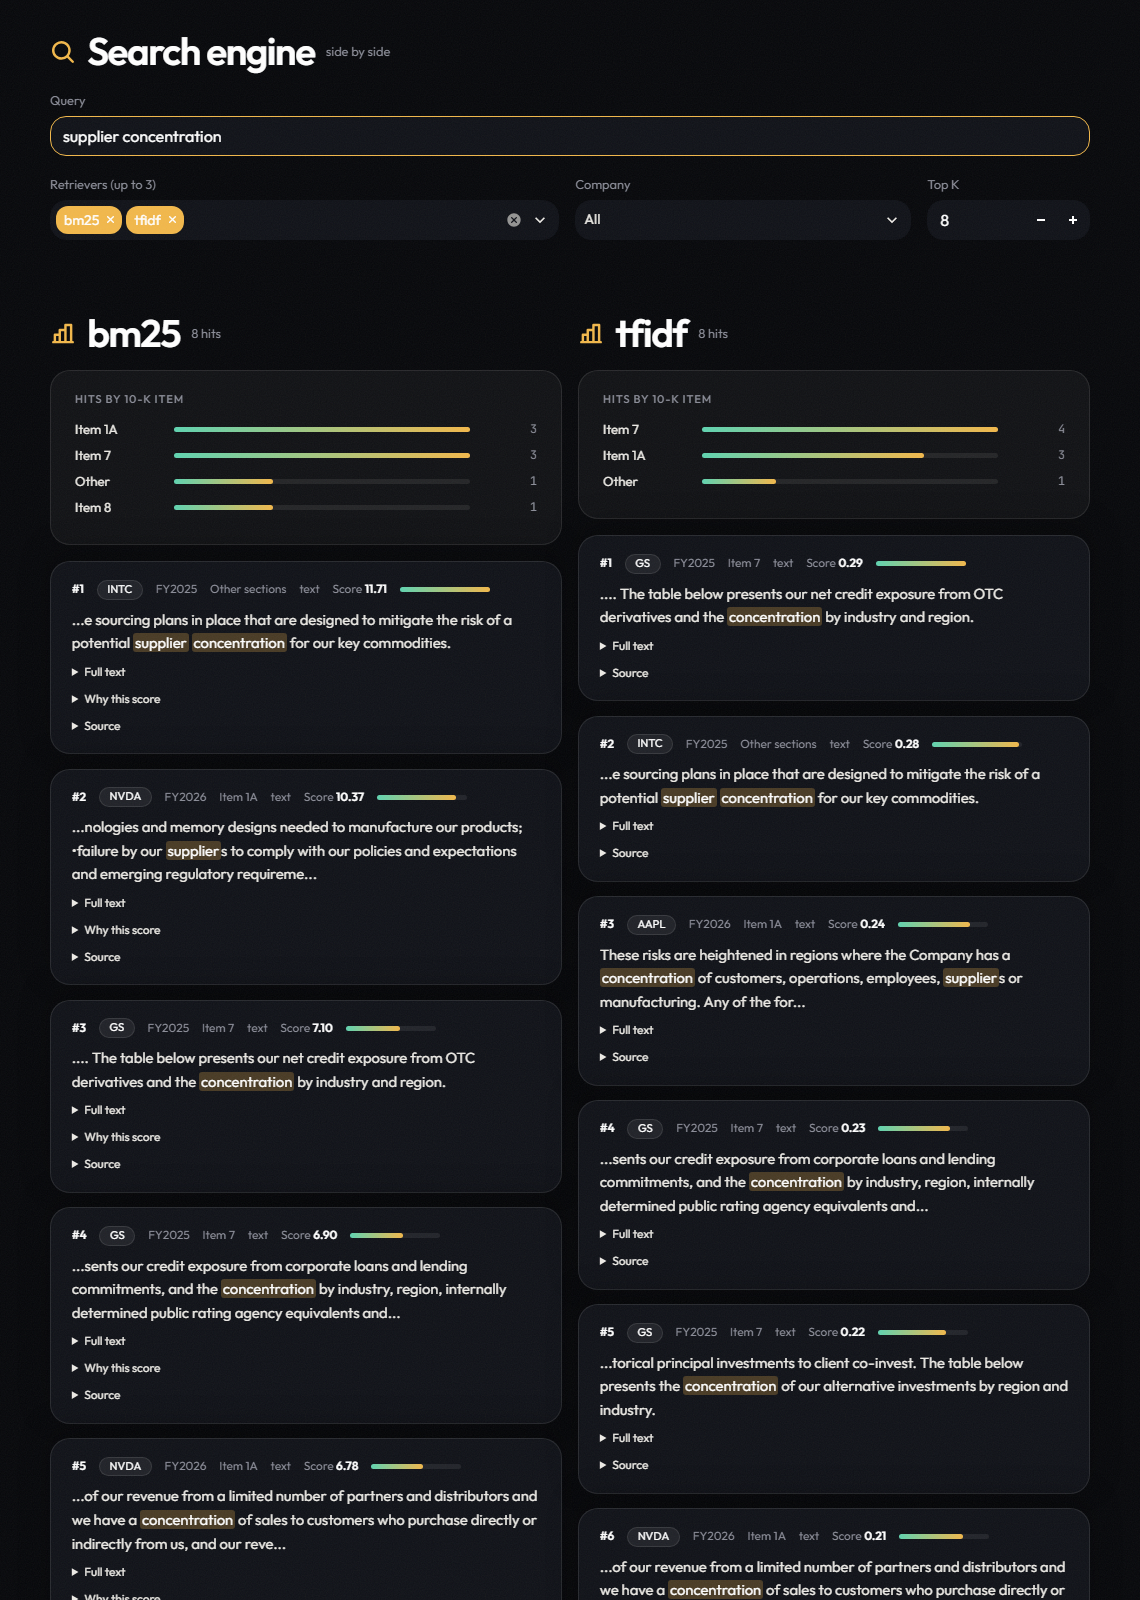 Search engine side by side
Query
supplier concentration
Retrievers (up to 3)
Company
Top K
bm25 ×
tfidf ×
All
8
bm25 8 hits
HITS BY 10-K ITEM
Item 1A 3
Item 7 3
Other 1
Item 8 1
#1 INTC FY2025 Other sections text Score 11.71
...e sourcing plans in place that are designed to mitigate the risk of a
potential supplier concentration for our key commodities.
Full text
Why this score
Source
#2 NVDA FY2026 Item 1A text Score 10.37
...nologies and memory designs needed to manufacture our products;
•failure by our suppliers to comply with our policies and expectations
and emerging regulatory requireme...
Full text
Why this score
Source
#3 GS FY2025 Item 7 text Score 7.10
.... The table below presents our net credit exposure from OTC
derivatives and the concentration by industry and region.
Full text
Why this score
Source
#4 GS FY2025 Item 7 text Score 6.90
...sents our credit exposure from corporate loans and lending
commitments, and the concentration by industry, region, internally
determined public rating agency equivalents and...
Full text
Why this score
Source
#5 NVDA FY2026 Item 1A text Score 6.78
...of our revenue from a limited number of partners and distributors and
we have a concentration of sales to customers who purchase directly or
indirectly from us, and our reve...
Full text
Why this score
tfidf 8 hits
HITS BY 10-K ITEM
Item 7 4
Item 1A 3
Other 1
#1 GS FY2025 Item 7 text Score 0.29
.... The table below presents our net credit exposure from OTC
derivatives and the concentration by industry and region.
Full text
Source
#2 INTC FY2025 Other sections text Score 0.28
...e sourcing plans in place that are designed to mitigate the risk of a
potential supplier concentration for our key commodities.
Full text
Source
#3 AAPL FY2026 Item 1A text Score 0.24
These risks are heightened in regions where the Company has a
concentration of customers, operations, employees, suppliers or
manufacturing. Any of the for...
Full text
Source
#4 GS FY2025 Item 7 text Score 0.23
...sents our credit exposure from corporate loans and lending
commitments, and the concentration by industry, region, internally
determined public rating agency equivalents and...
Full text
Source
#5 GS FY2025 Item 7 text Score 0.22
...torical principal investments to client co-invest. The table below
presents the concentration of our alternative investments by region and
industry.
Full text
Source
#6 NVDA FY2026 Item 1A text Score 0.21
...of our revenue from a limited number of partners and distributors and
we have a concentration of sales to customers who purchase directly or